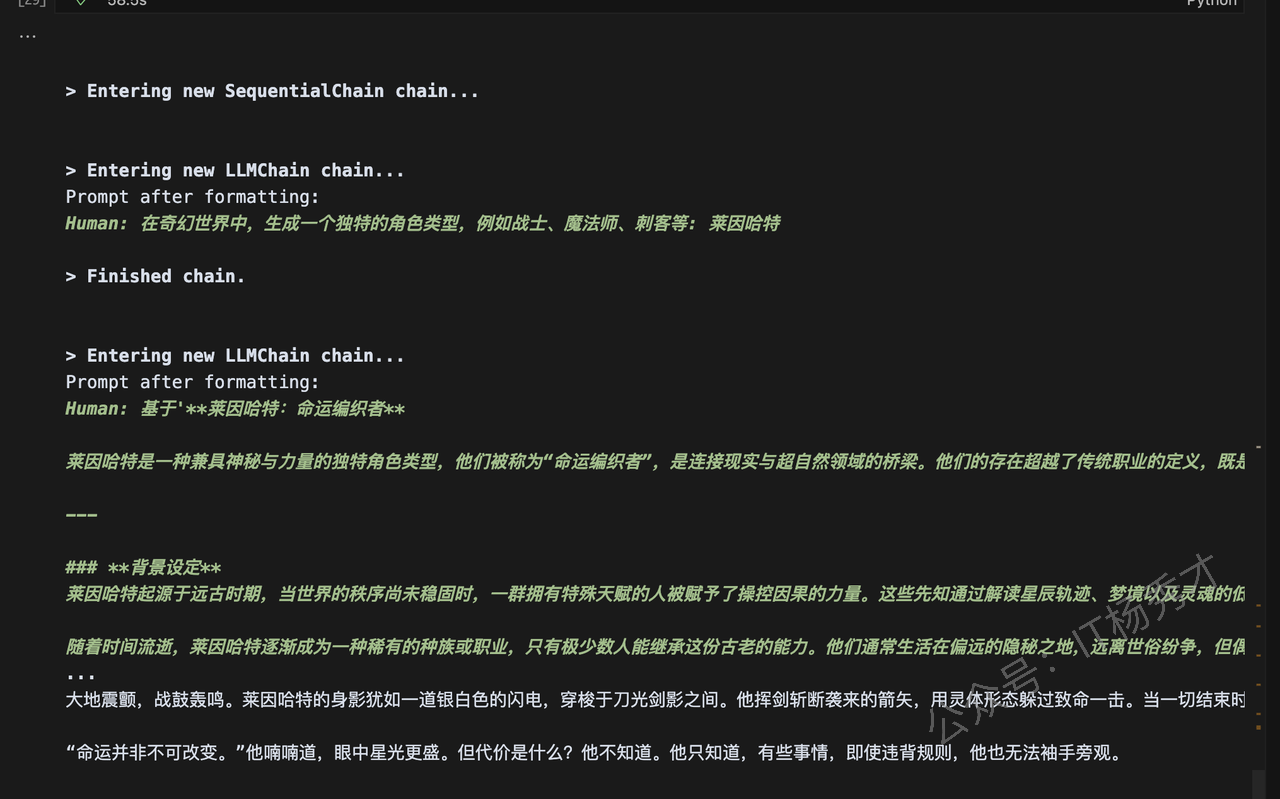 [29]
58.5s
Python
...
> Entering new SequentialChain chain...
> Entering new LLMChain chain...
Prompt after formatting:
Human: 在奇幻世界中，生成一个独特的角色类型，例如战士、魔法师、刺客等: 莱因哈特
> Finished chain.
> Entering new LLMChain chain...
Prompt after formatting:
Human: 基于'**莱因哈特：命运编织者**
莱因哈特是一种兼具神秘与力量的独特角色类型，他们被称为“命运编织者”，是连接现实与超自然领域的桥梁。他们的存在超越了传统职业的定义，既是
---
### **背景设定**
莱因哈特起源于远古时期，当世界的秩序尚未稳固时，一群拥有特殊天赋的人被赋予了操控因果的力量。这些先知通过解读星辰轨迹、梦境以及灵魂的低
随着时间流逝，莱因哈特逐渐成为一种稀有的种族或职业，只有极少数人能继承这份古老的能力。他们通常生活在偏远的隐秘之地，远离世俗纷争，但偶
...
大地震颤，战鼓轰鸣。莱因哈特的身影犹如一道银白色的闪电，穿梭于刀光剑影之间。他挥剑斩断袭来的箭矢，用灵体形态躲过致命一击。当一切结束时
“命运并非不可改变。”他喃喃道，眼中星光更盛。但代价是什么？他不知道。他只知道，有些事情，即使违背规则，他也无法袖手旁观。
公众号：IT杨秀才